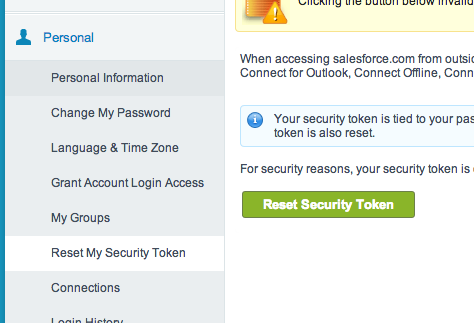 Clicking the button below invalid
Personal
Personal Information
Change My Password
Language & Time Zone
Grant Account Login Access
My Groups
Reset My Security Token
Connections
Login History
When accessing salesforce.com from outsid
Connect for Outlook, Connect Offline, Conn
Your security token is tied to your pas
token is also reset.
For security reasons, your security token is
Reset Security Token